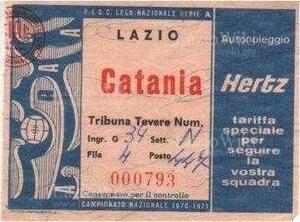 F.I.G.C. LEGA NAZIONALE SERIE A
LAZIO
Catania
Tribuna Tevere Num.
Ingr. G 34 Sett. N
Fila 4 Posto 447
000793
Conservare per il controllo
CAMPIONATO NAZIONALE 1970-1971
Autonoleggio
Hertz
tariffa
speciale per
seguire la
vostra
squadra